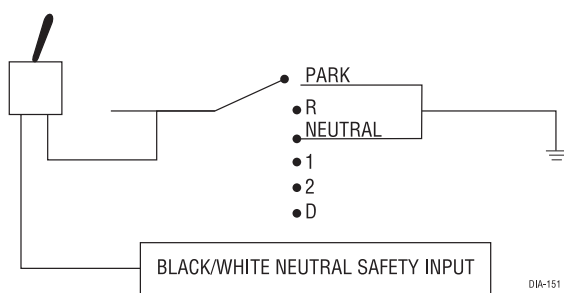 PARK
R
NEUTRAL
1
2
D
BLACK/WHITE NEUTRAL SAFETY INPUT
DIA-151